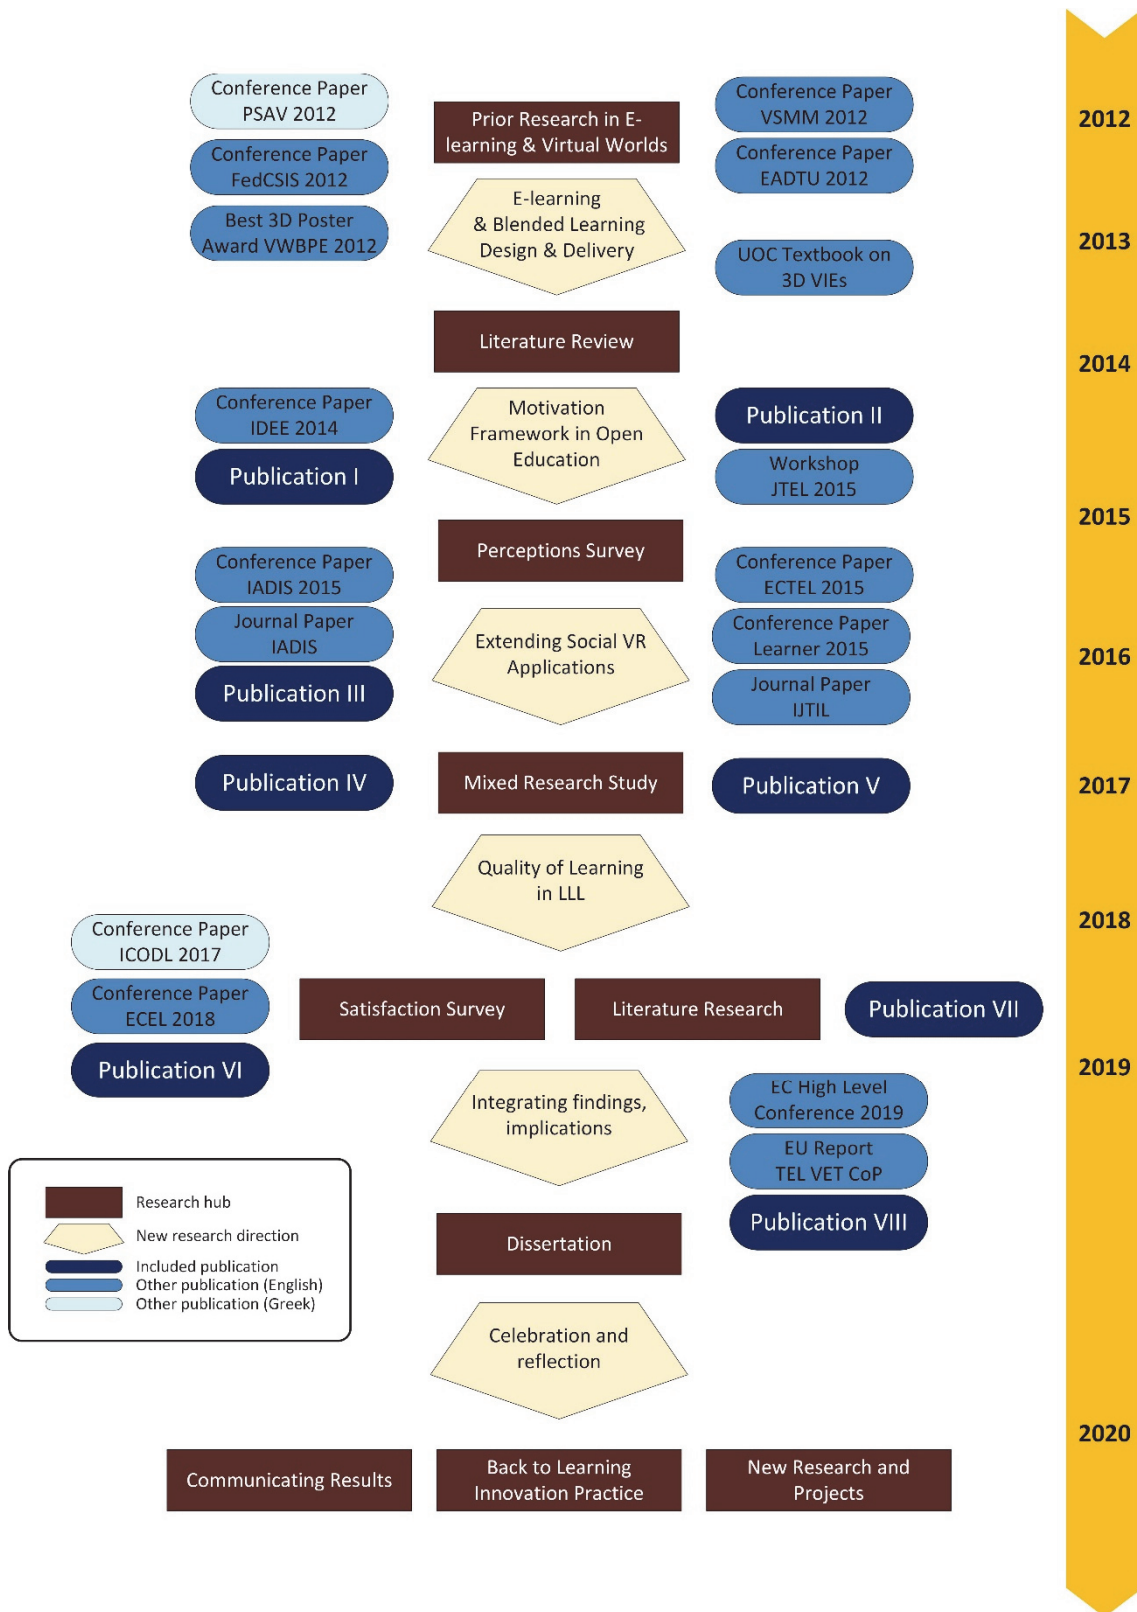 Conference Paper
PSAV 2012
Conference Paper
FedCSIS 2012
Best 3D Poster
Award VWBPE 2012
Prior Research in E-
learning & Virtual Worlds
Conference Paper
VSMM 2012
Conference Paper
EADTU 2012
2012
E-learning
& Blended Learning
Design & Delivery
UOC Textbook on
3D VIEs
2013
Literature Review
2014
Conference Paper
IDEE 2014
Publication I
Motivation
Framework in Open
Education
Publication II
Workshop
JTEL 2015
2015
Perceptions Survey
Conference Paper
IADIS 2015
Journal Paper
IADIS
Publication III
Extending Social VR
Applications
Conference Paper
ECTEL 2015
Conference Paper
Learner 2015
Journal Paper
IJTIL
2016
Publication IV
Mixed Research Study
Publication V
2017
Quality of Learning
in LLL
2018
Conference Paper
ICODL 2017
Conference Paper
ECEL 2018
Publication VI
Satisfaction Survey
Literature Research
Publication VII
2019
Integrating findings,
implications
EC High Level
Conference 2019
EU Report
TEL VET CoP
Publication VIII
Research hub
New research direction
Included publication
Other publication (English)
Other publication (Greek)
Dissertation
Celebration and
reflection
2020
Communicating Results
Back to Learning
Innovation Practice
New Research and
Projects